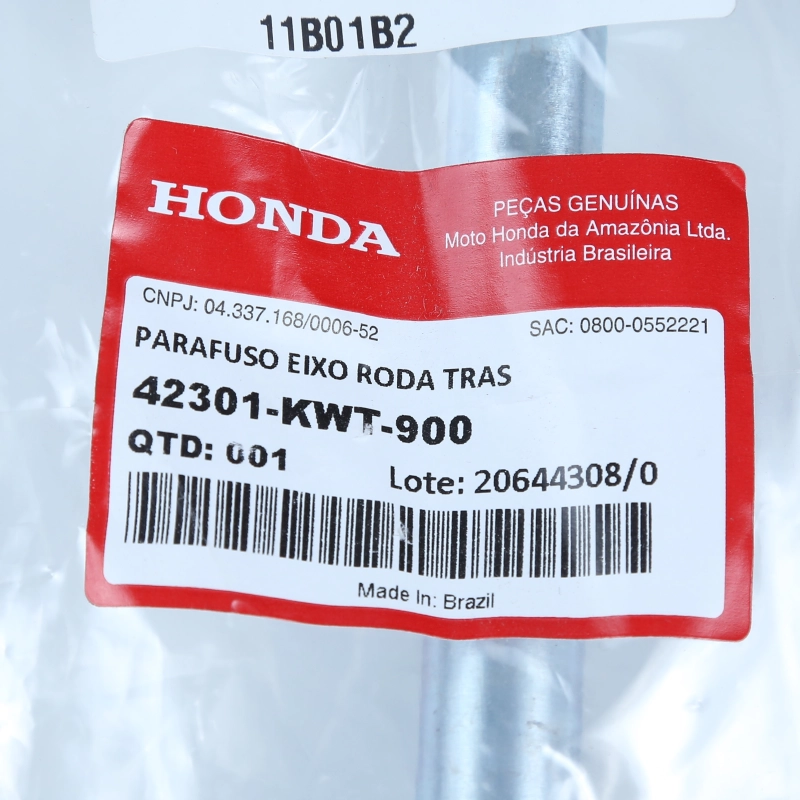 11B01B2
HONDA
PEÇAS GENUÍNAS
Moto Honda da Amazônia Ltda.
Indústria Brasileira
CNPJ: 04.337.168/0006-52
SAC: 0800-0552221
PARAFUSO EIXO RODA TRAS
42301-KWT-900
QTD: 001
Lote: 20644308/0
Made In: Brazil